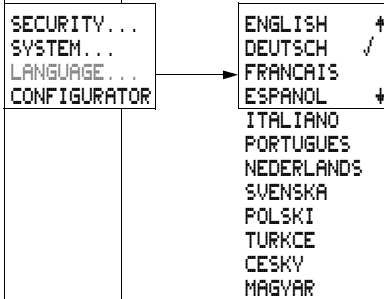 SECURITY...
SYSTEM...
LANGUAGE...
CONFIGURATOR
ENGLISH
DEUTSCH √
FRANCAIS
ESPANOL
ITALIANO
PORTUGUES
NEDERLANDS
SVENSKA
POLSKI
TURKCE
CESKY
MAGYAR